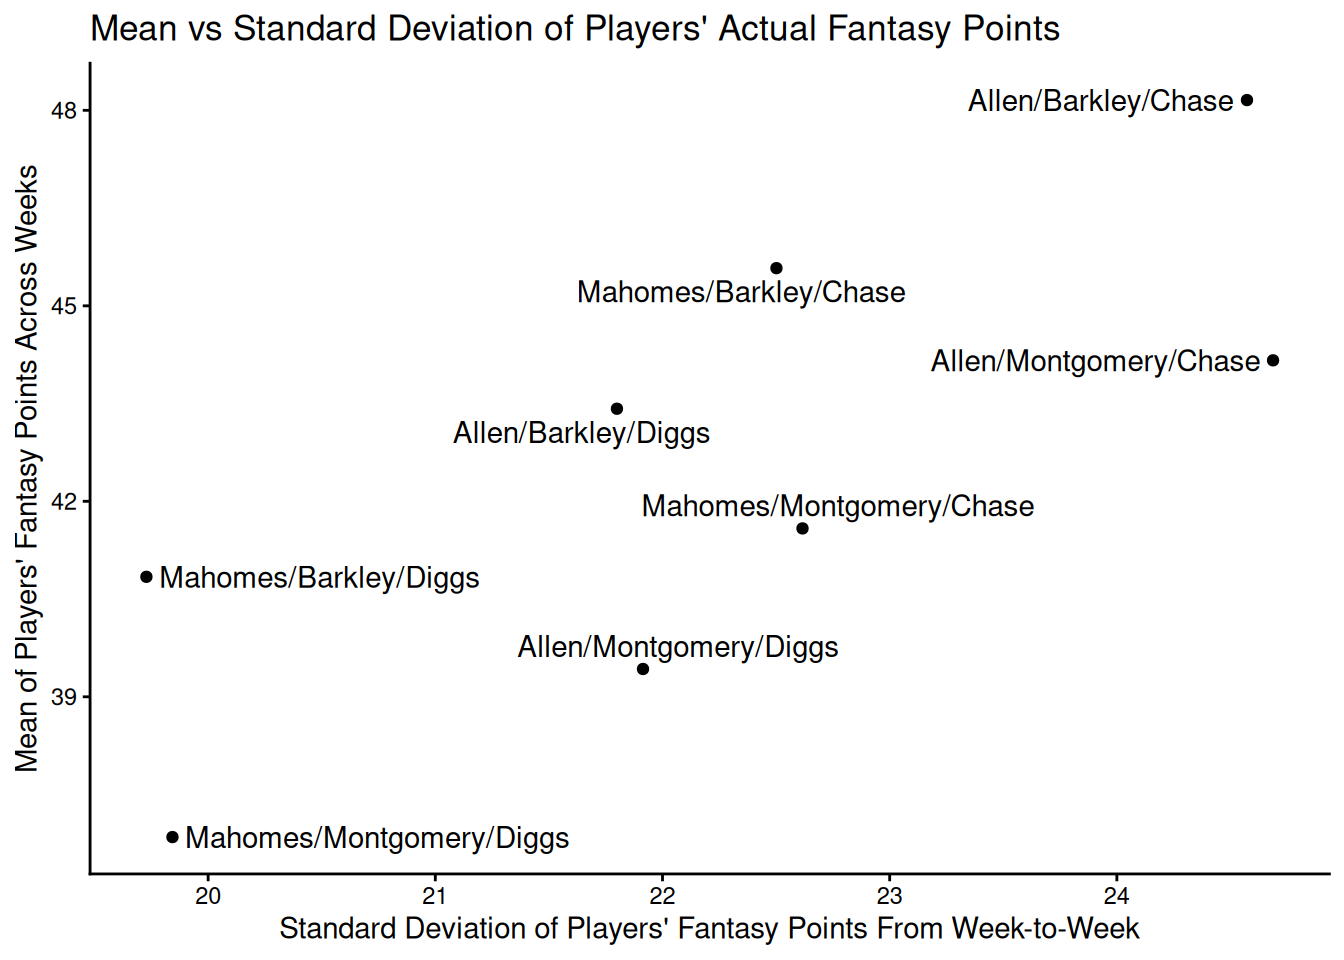 Mean vs Standard Deviation of Players' Actual Fantasy Points
Mean of Players' Fantasy Points Across Weeks
48
45
42
39
Allen/Barkley/Chase
Mahomes/Barkley/Chase
Allen/Montgomery/Chase
Allen/Barkley/Diggs
Mahomes/Montgomery/Chase
Mahomes/Barkley/Diggs
Allen/Montgomery/Diggs
Mahomes/Montgomery/Diggs
20 21 22 23 24
Standard Deviation of Players' Fantasy Points From Week-to-Week